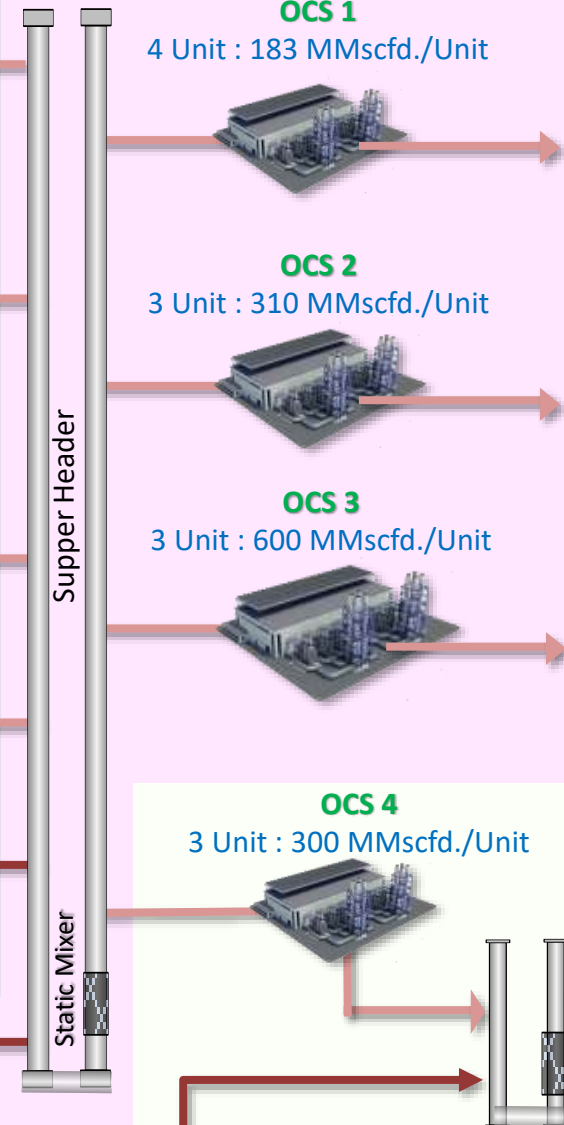 OCS 1
4 Unit : 183 MMscfd./Unit
OCS 2
3 Unit : 310 MMscfd./Unit
Supper Header
OCS 3
3 Unit : 600 MMscfd./Unit
OCS 4
3 Unit : 300 MMscfd./Unit
Static Mixer